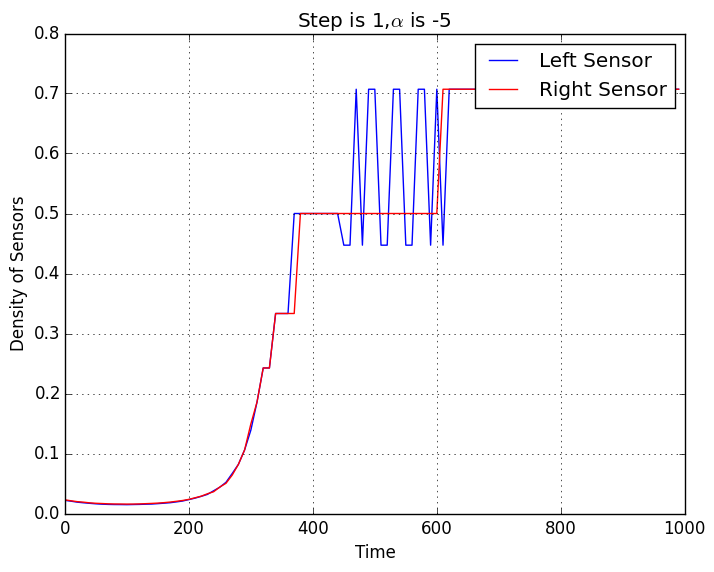 Step is 1,α is -5
Left Sensor
Right Sensor
Density of Sensors
0.8
0.7
0.6
0.5
0.4
0.3
0.2
0.1
0.0
0 200 400 600 800 1000
Time